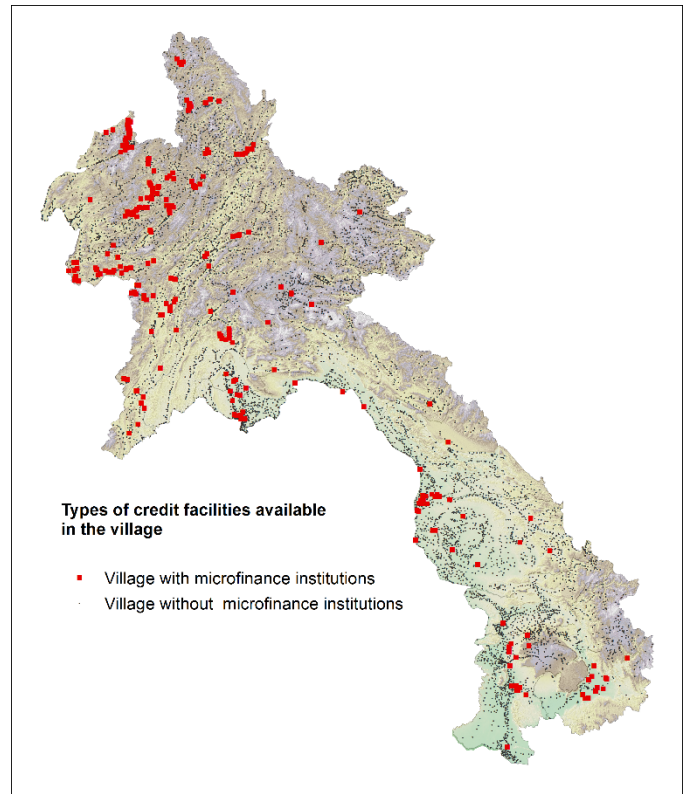 Types of credit facilities available
in the village
Village with microfinance institutions
Village without microfinance institutions